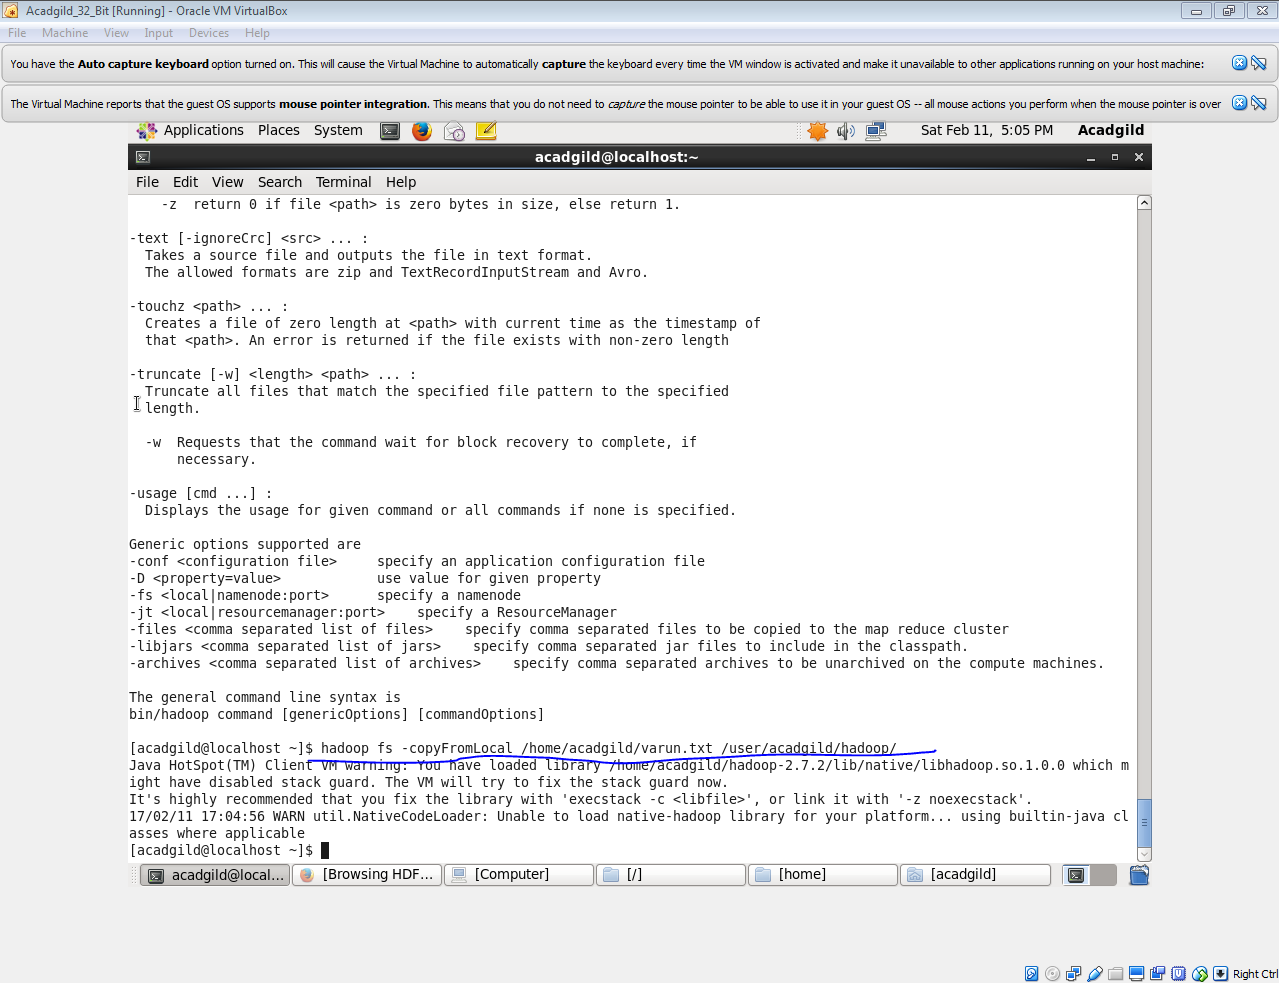 Acadgild_32_Bit [Running] - Oracle VM VirtualBox
File Machine View Input Devices Help
You have the Auto capture keyboard option turned on. This will cause the Virtual Machine to automatically capture the keyboard every time the VM window is activated and make it unavailable to other applications running on your host machine:
The Virtual Machine reports that the guest OS supports mouse pointer integration. This means that you do not need to capture the mouse pointer to be able to use it in your guest OS -- all mouse actions you perform when the mouse pointer is over
Applications Places System Sat Feb 11, 5:05 PM Acadgild
acadgild@localhost:~
File Edit View Search Terminal Help
-z return 0 if file <path> is zero bytes in size, else return 1.
-text [-ignoreCrc] <src> ... :
Takes a source file and outputs the file in text format.
The allowed formats are zip and TextRecordInputStream and Avro.
-touchz <path> ... :
Creates a file of zero length at <path> with current time as the timestamp of
that <path>. An error is returned if the file exists with non-zero length
-truncate [-w] <length> <path> ... :
Truncate all files that match the specified file pattern to the specified
length.
-w Requests that the command wait for block recovery to complete, if
necessary.
-usage [cmd ...] :
Displays the usage for given command or all commands if none is specified.
Generic options supported are
-conf <configuration file> specify an application configuration file
-D <property=value> use value for given property
-fs <local|namenode:port> specify a namenode
-jt <local|resourcemanager:port> specify a ResourceManager
-files <comma separated list of files> specify comma separated files to be copied to the map reduce cluster
-libjars <comma separated list of jars> specify comma separated jar files to include in the classpath.
-archives <comma separated list of archives> specify comma separated archives to be unarchived on the compute machines.
The general command line syntax is
bin/hadoop command [genericOptions] [commandOptions]
[acadgild@localhost ~]$ hadoop fs -copyFromLocal /home/acadgild/varun.txt /user/acadgild/hadoop/
Java HotSpot(TM) Client VM warning: You have loaded library /home/acadgild/hadoop-2.7.2/lib/native/libhadoop.so.1.0.0 which m
ight have disabled stack guard. The VM will try to fix the stack guard now.
It's highly recommended that you fix the library with 'execstack -c <libfile>', or link it with '-z noexecstack'.
17/02/11 17:04:56 WARN util.NativeCodeLoader: Unable to load native-hadoop library for your platform... using builtin-java cl
asses where applicable
[acadgild@localhost ~]$
acadgild@local... [Browsing HDF... [Computer] [/] [home] [acadgild]
Right Ctrl